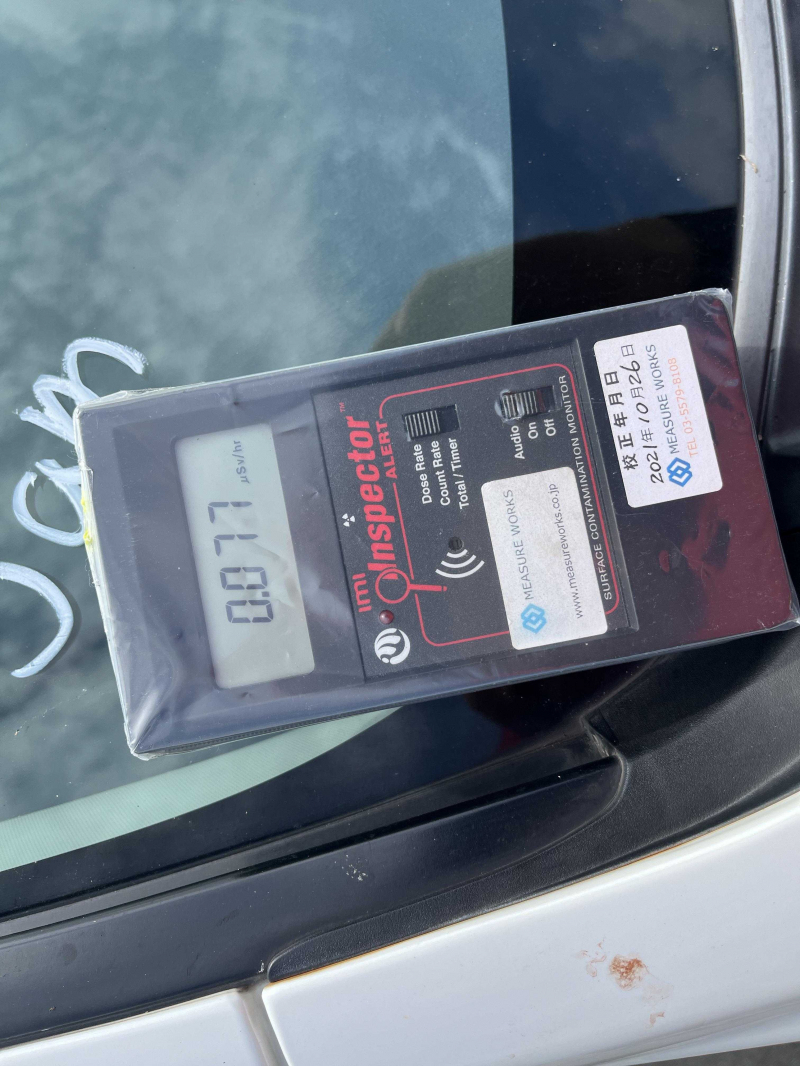 0.077
µSv/hr
IMI
Inspector™
ALERT
Dose Rate
Count Rate
Total / Timer
Audio
On
Off
MEASURE WORKS
www.measureworks.co.jp
SURFACE CONTAMINATION MONITOR
校正年月日
2021年10月26日
MEASURE WORKS
TEL 03-5579-8108